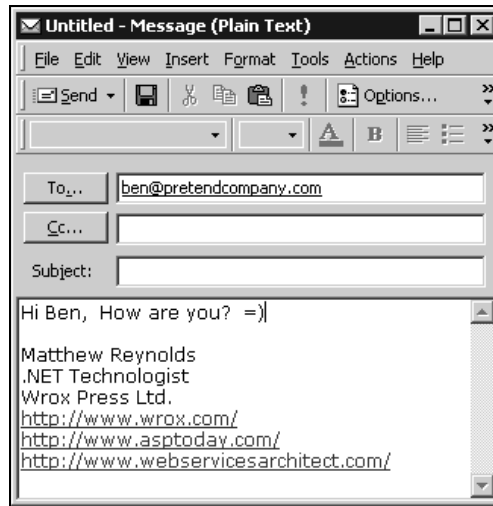 Untitled - Message (Plain Text)
File Edit View Insert Format Tools Actions Help
Send Options...
A B
To... ben@pretendcompany.com
Cc...
Subject:
Hi Ben,  How are you?  =)
Matthew Reynolds
.NET Technologist
Wrox Press Ltd.
http://www.wrox.com/
http://www.asptoday.com/
http://www.webservicesarchitect.com/